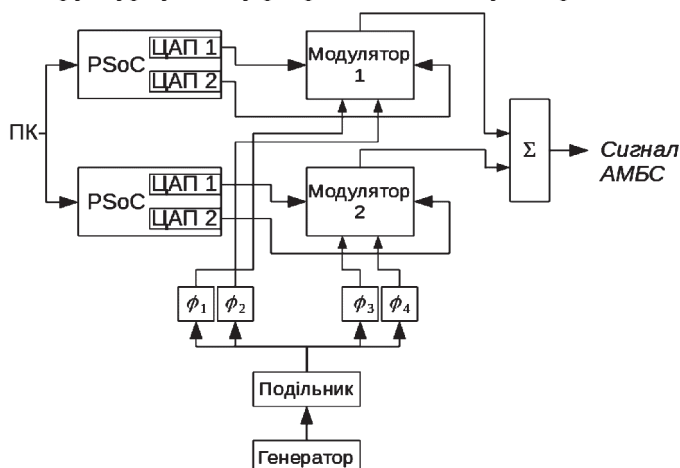 PSoC
ЦАП 1
ЦАП 2
Модулятор
1
ПК
Σ
Сигнал
АМБС
PSoC
ЦАП 1
ЦАП 2
Модулятор
2
ϕ1
ϕ2
ϕ3
ϕ4
Подільник
Генератор